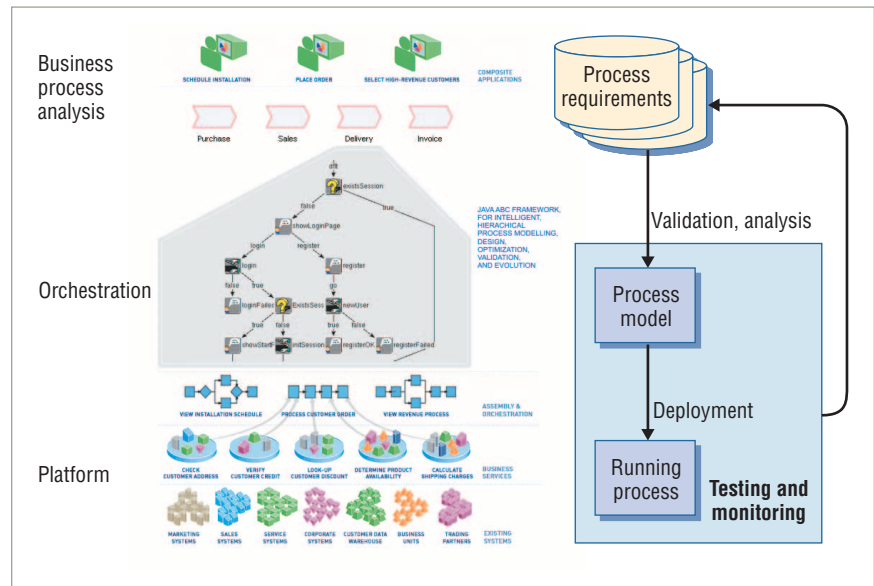 Business
process
analysis
SCHEDULE INSTALLATION
PLACE ORDER
SELECT HIGH-REVENUE CUSTOMERS
COMPOSITE
APPLICATIONS
Purchase
Sales
Delivery
Invoice
Orchestration
existsSession
false
true
showLoginPage
login
register
login
register
false
true
go
loginFailed
ExistsSess
newUser
true
false
true
false
showStartP
initSession
registerOK
registerFailed
JAVA ABC FRAMEWORK,
FOR INTELLIGENT,
HIERACHICAL
PROCESS MODELLING,
DESIGN,
OPTIMIZATION,
VALIDATION,
AND EVOLUTION
VIEW INSTALLATION SCHEDULE
PROCESS CUSTOMER ORDER
VIEW REVENUE PROCESS
ASSEMBLY &
ORCHESTRATION
Platform
CHECK
CUSTOMER ADDRESS
VERIFY
CUSTOMER CREDIT
LOOK-UP
CUSTOMER DISCOUNT
DETERMINE PRODUCT
AVAILABILITY
CALCULATE
SHIPPING CHARGES
BUSINESS
SERVICES
MARKETING
SYSTEMS
SALES
SYSTEMS
SERVICE
SYSTEMS
CORPORATE
SYSTEMS
CUSTOMER DATA
WAREHOUSE
BUSINESS
UNITS
TRADING
PARTNERS
EXISTING
SYSTEMS
Process
requirements
Validation, analysis
Process
model
Deployment
Running
process
Testing and
monitoring